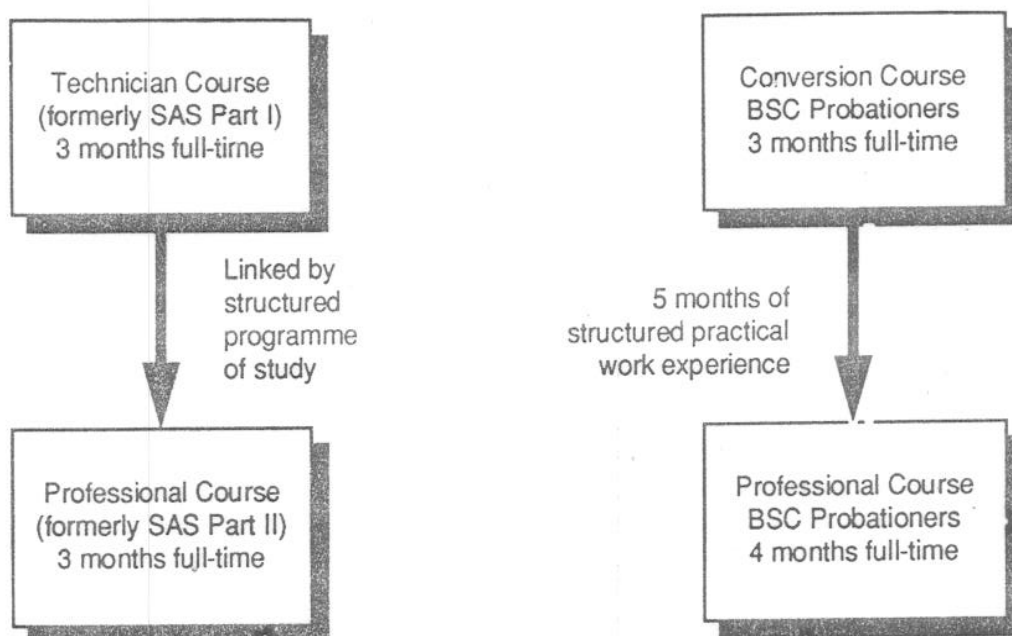 Technician Course
(formerly SAS Part I)
3 months full-time
Linked by
structured
programme
of study
Professional Course
(formerly SAS Part II)
3 months full-time
Conversion Course
BSC Probationers
3 months full-time
5 months of
structured practical
work experience
Professional Course
BSC Probationers
4 months full-time